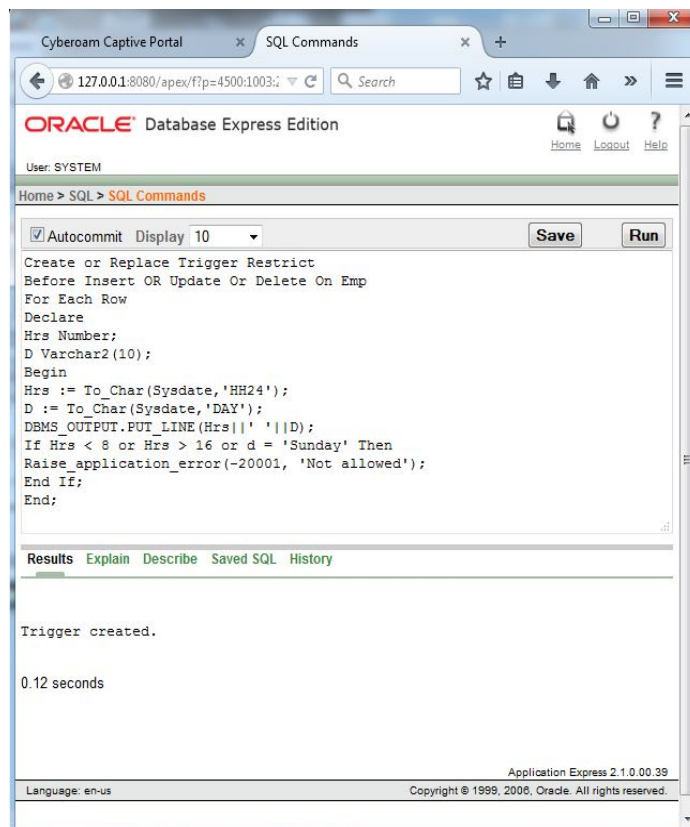 Cyberoam Captive Portal
SQL Commands
127.0.0.1:8080/apex/f?p=4500:1003:
Search
ORACLE Database Express Edition
Home Logout Help
User: SYSTEM
Home > SQL > SQL Commands
Autocommit Display 10 Save Run
Create or Replace Trigger Restrict
Before Insert OR Update Or Delete On Emp
For Each Row
Declare
Hrs Number;
D Varchar2(10);
Begin
Hrs := To_Char(Sysdate,'HH24');
D := To_Char(Sysdate,'DAY');
DBMS_OUTPUT.PUT_LINE(Hrs||' '||D);
If Hrs < 8 or Hrs > 16 or d = 'Sunday' Then
Raise_application_error(-20001, 'Not allowed');
End If;
End;
Results Explain Describe Saved SQL History
Trigger created.
0.12 seconds
Application Express 2.1.0.00.39
Language: en-us Copyright © 1999, 2006, Oracle. All rights reserved.